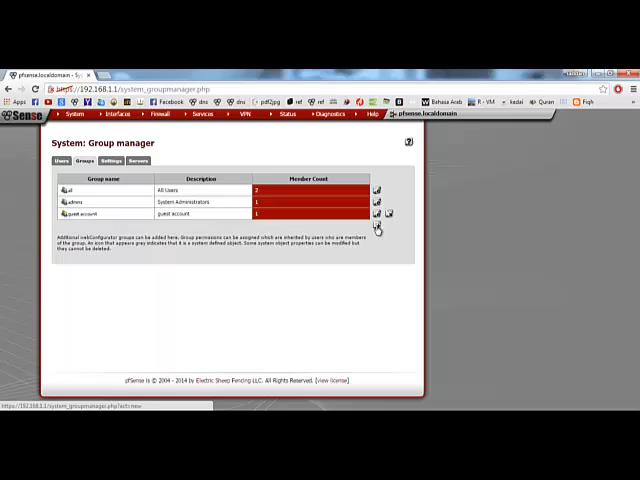 pfsense.localdomain - Sys
https://192.168.1.1/system_groupmanager.php
Apps Facebook dns dns pdf2jpg ref ref Bahasa Arab R - VM kedai Quran Fiqh
Sense System Interfaces Firewall Services VPN Status Diagnostics Help pfsense.localdomain
System: Group manager
Users Groups Settings Servers
Group name Description Member Count
all All Users 2
admins System Administrators 1
guest account guest account 1
Additional webConfigurator groups can be added here. Group permissions can be assigned which are inherited by users who are members
of the group. An icon that appears grey indicates that it is a system defined object. Some system object properties can be modified but
they cannot be deleted.
pfSense is © 2004 - 2014 by Electric Sheep Fencing LLC. All Rights Reserved. [view license]
https://192.168.1.1/system_groupmanager.php?act=new